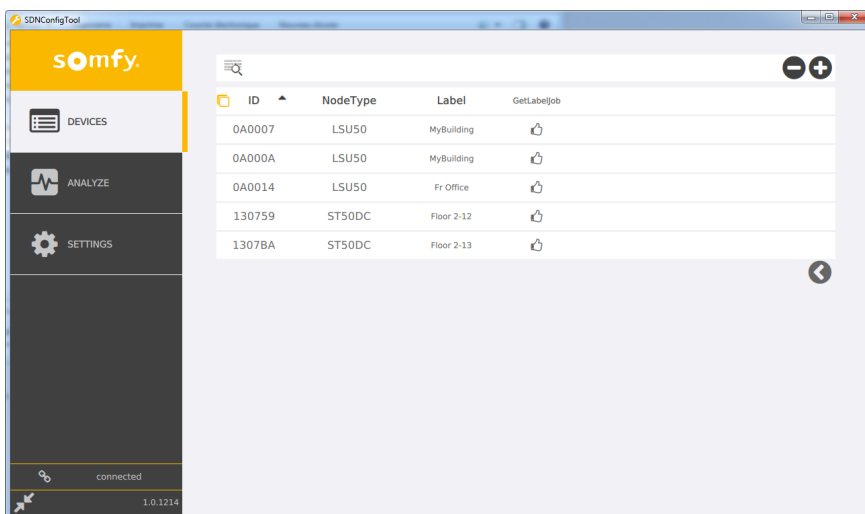 SDNConfigTool
somfy.
DEVICES
ANALYZE
SETTINGS
connected
1.0.1214
ID NodeType Label GetLabelJob
0A0007 LSU50 MyBuilding
0A000A LSU50 MyBuilding
0A0014 LSU50 Fr Office
130759 ST50DC Floor 2-12
1307BA ST50DC Floor 2-13